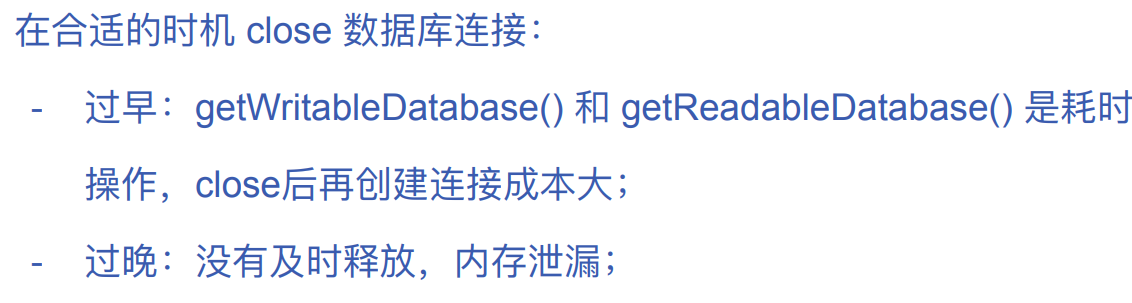 在合适的时机 close 数据库连接：
- 过早：getWritableDatabase() 和 getReadableDatabase() 是耗时
操作，close后再创建连接成本大；
- 过晚：没有及时释放，内存泄漏；